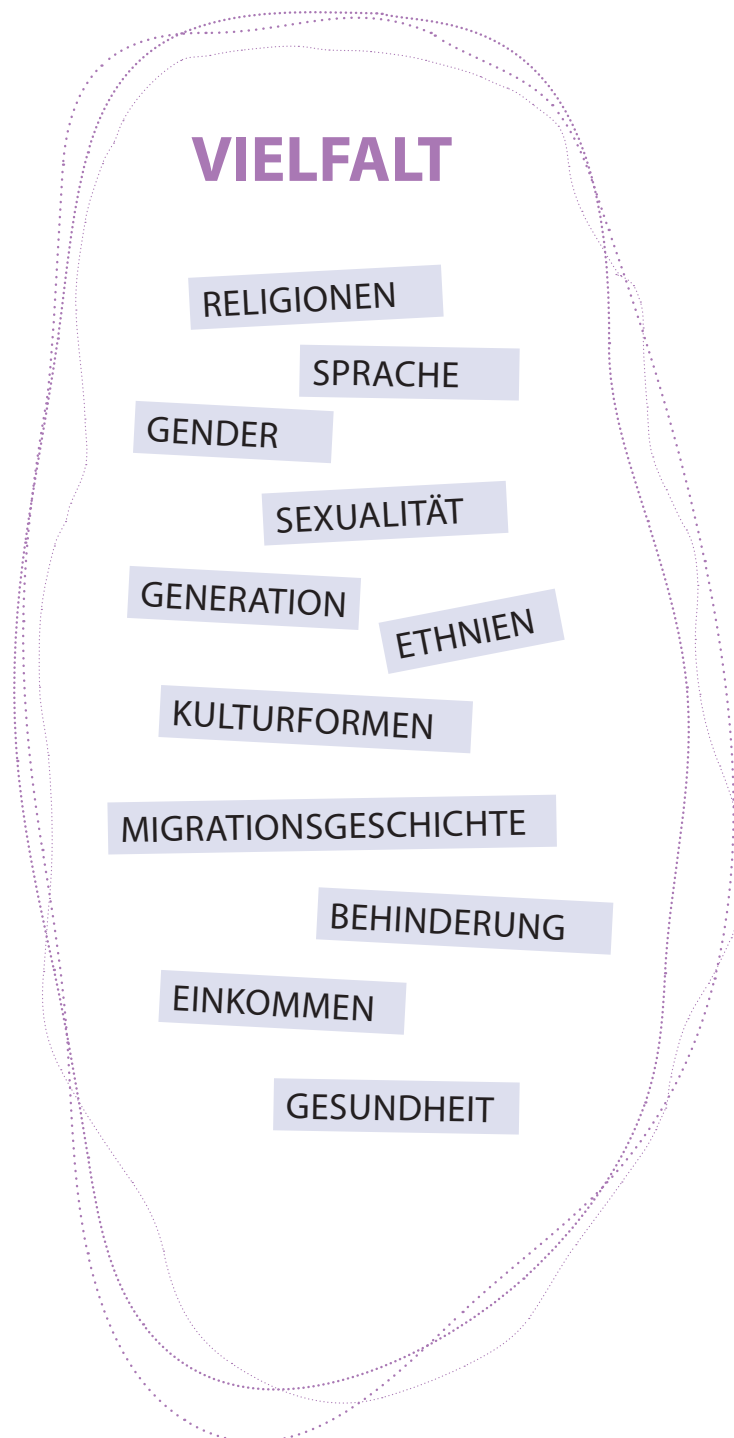 VIELFALT
RELIGIONEN
SPRACHE
GENDER
SEXUALITÄT
GENERATION
ETHNIEN
KULTURFORMEN
MIGRATIONSGESCHICHTE
BEHINDERUNG
EINKOMMEN
GESUNDHEIT